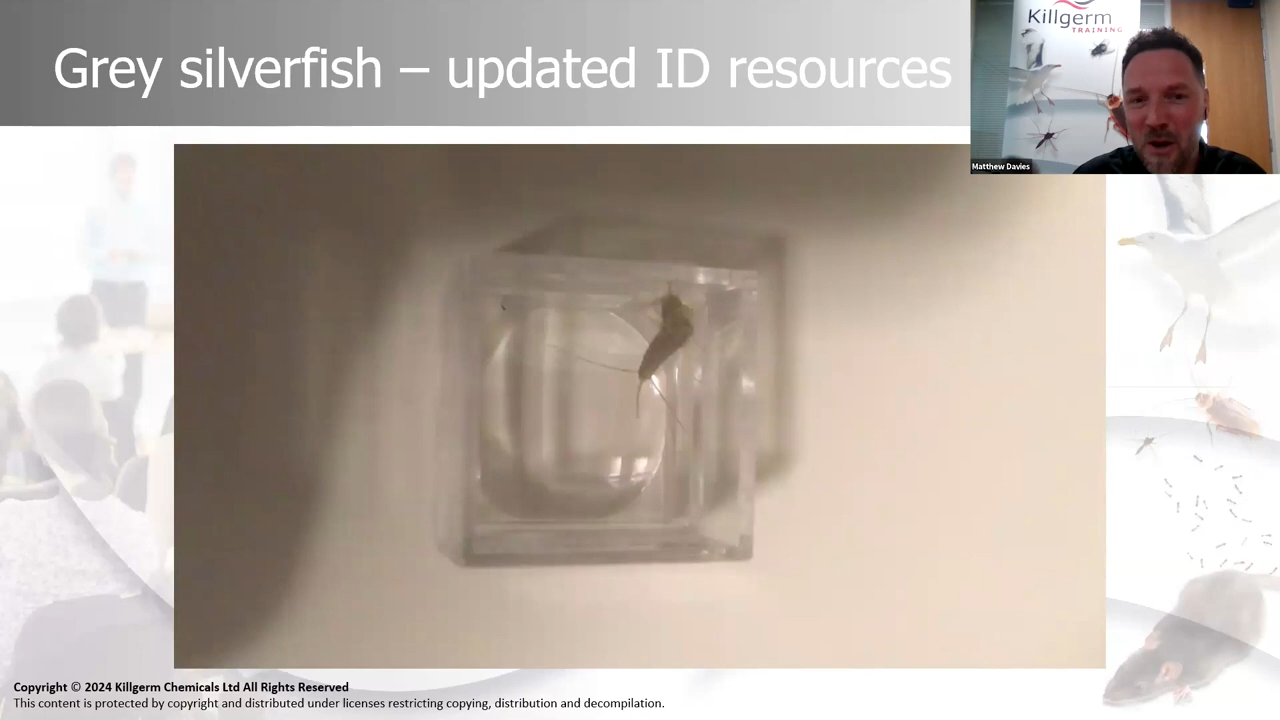 Grey silverfish – updated ID resources
Killgerm
TRAINING
Matthew Davies
Copyright © 2024 Killgerm Chemicals Ltd All Rights Reserved
This content is protected by copyright and distributed under licenses restricting copying, distribution and decompilation.